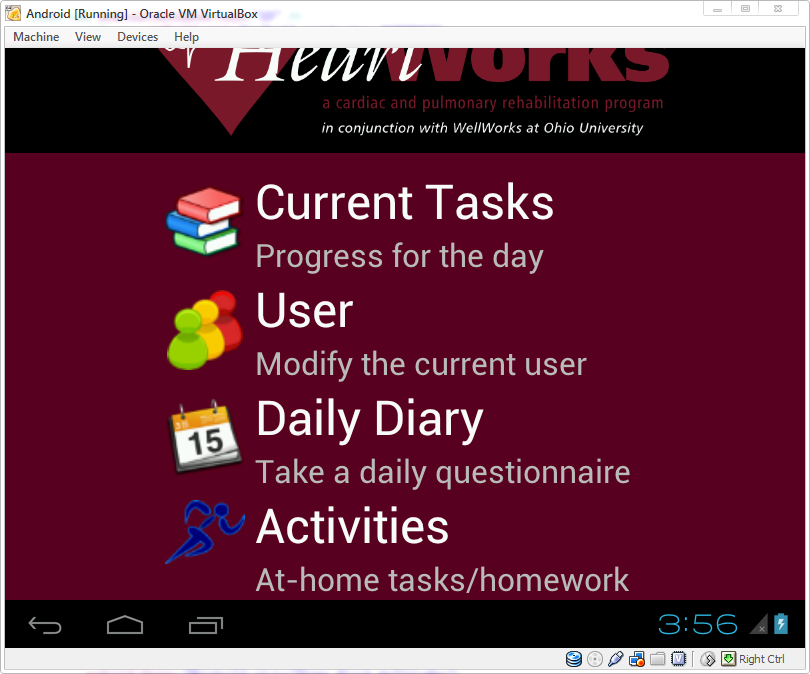 Android [Running] - Oracle VM VirtualBox
Machine View Devices Help
of HeartWorks
a cardiac and pulmonary rehabilitation program
in conjunction with WellWorks at Ohio University
Current Tasks
Progress for the day
User
Modify the current user
15
Daily Diary
Take a daily questionnaire
Activities
At-home tasks/homework
3:56
Right Ctrl